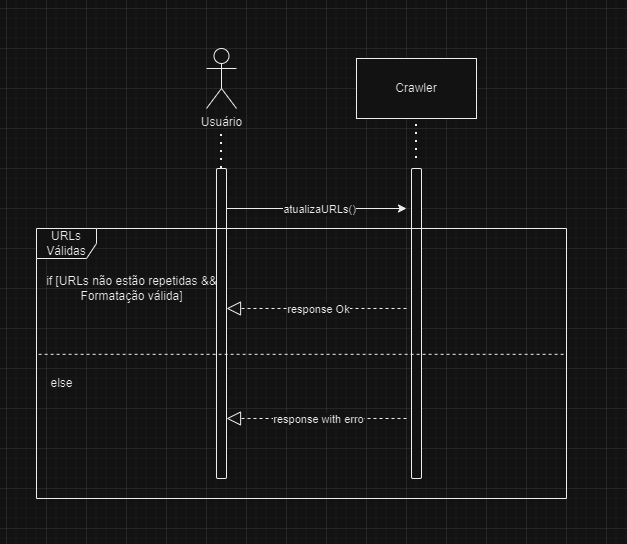 Usuário
Crawler
atualizaURLs()
URLs
Válidas
if [URLs não estão repetidas &&
Formatação válida]
response Ok
else
response with erro